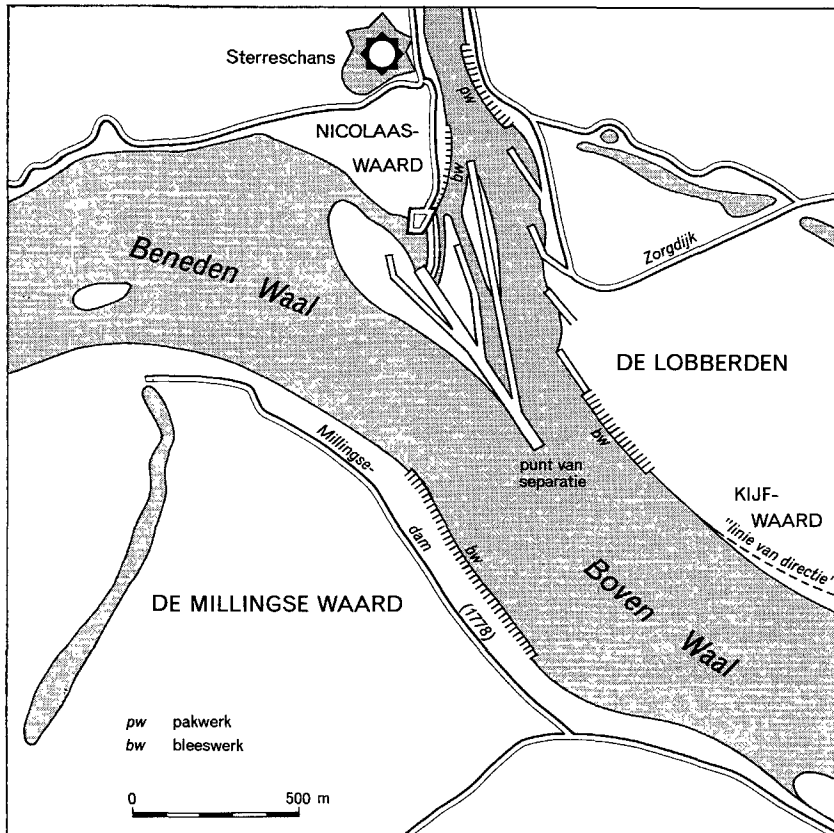 Sterreschans
NICOLAAS-
WAARD
pw
bw
Zorgdijk
Beneden Waal
DE LOBBERDEN
bw
punt van
separatie
KIJF-
WAARD
"linie van directie"
Millingse-
dam
(1778)
bw
Boven Waal
DE MILLINGSE WAARD
pw pakwerk
bw bleeswerk
0 500 m